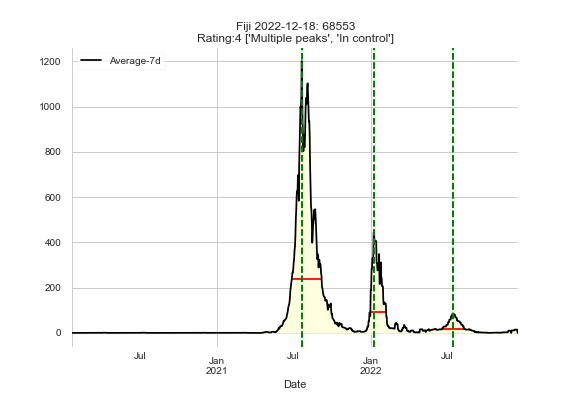 Fiji 2022-12-18: 68553
Rating:4 ['Multiple peaks', 'In control']
Average-7d
1200
1000
800
600
400
200
0
Jul
Jan
2021
Jul
Jan
2022
Jul
Date